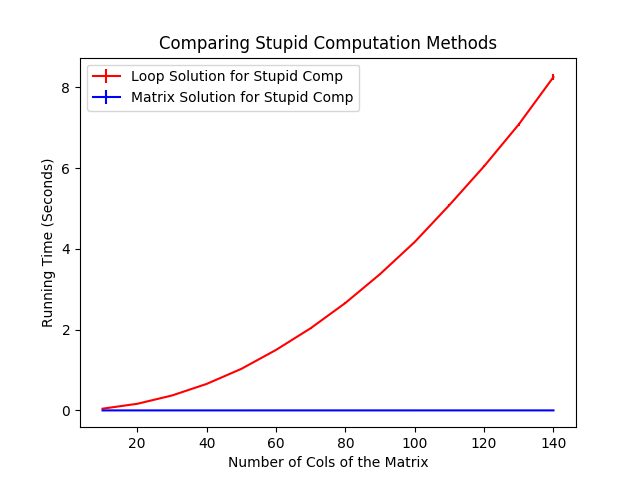 Comparing Stupid Computation Methods
Loop Solution for Stupid Comp
Matrix Solution for Stupid Comp
Running Time (Seconds)
8
6
4
2
0
20 40 60 80 100 120 140
Number of Cols of the Matrix